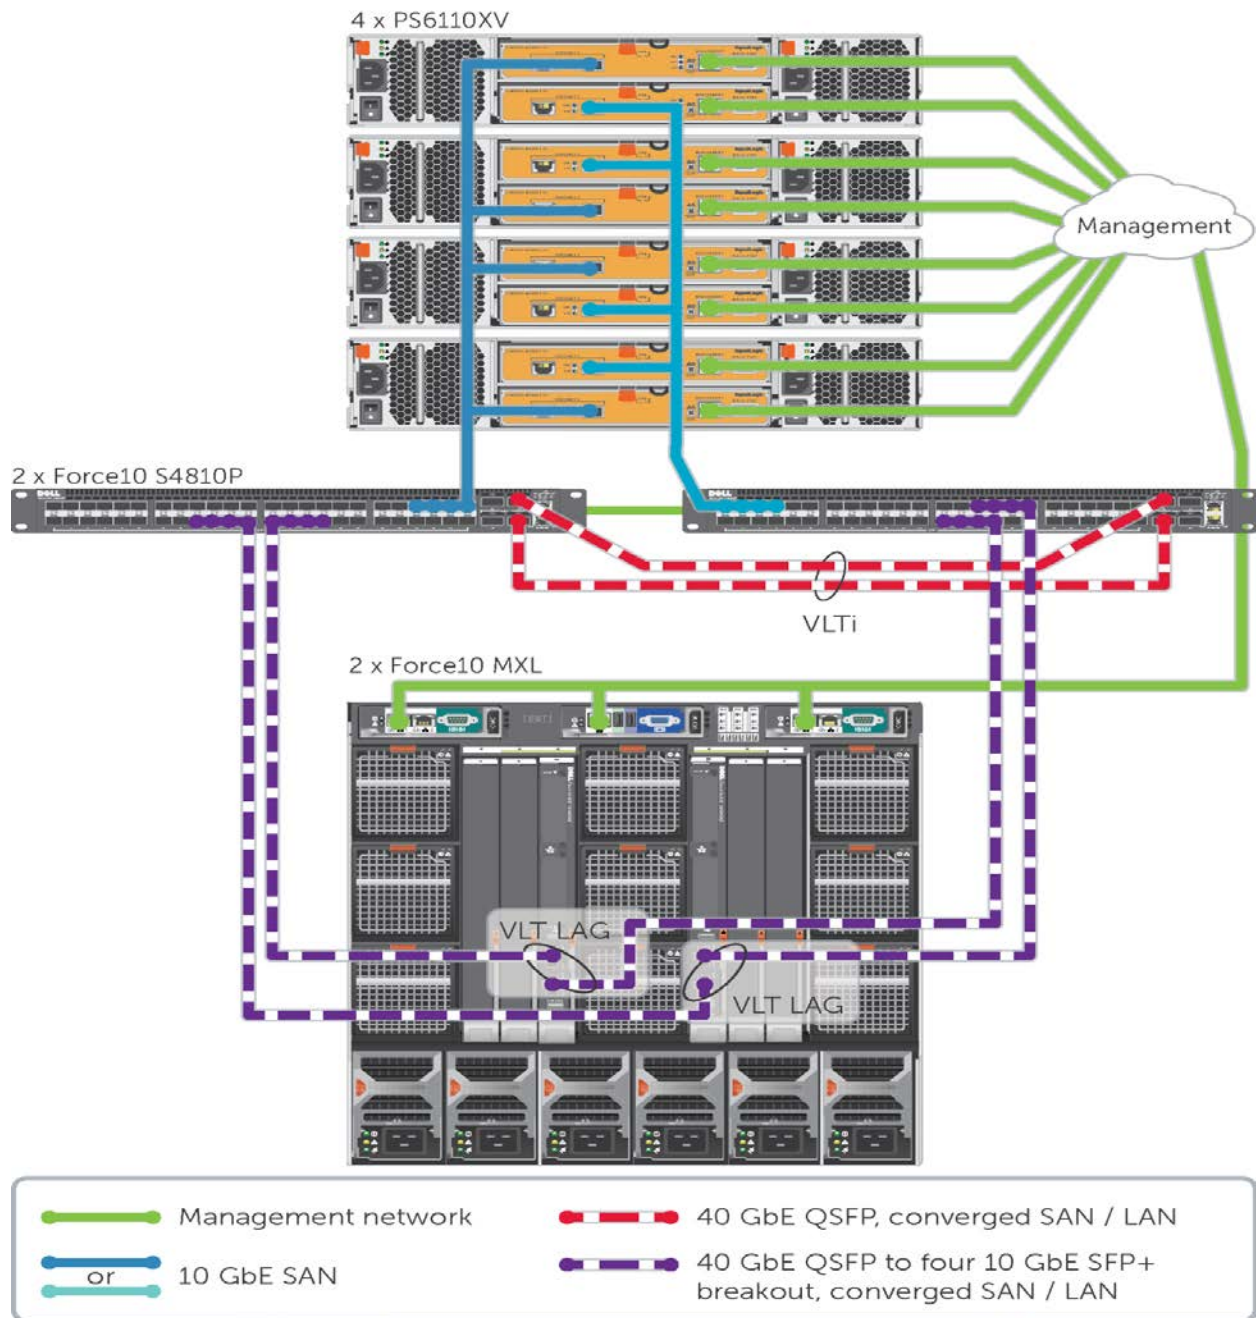 4 x PS6110XV
Management
2 x Force10 S4810P
DELL
DELL
VLTi
2 x Force10 MXL
VLT LAG
VLT LAG
Management network
40 GbE QSFP, converged SAN / LAN
or
10 GbE SAN
40 GbE QSFP to four 10 GbE SFP+
breakout, converged SAN / LAN